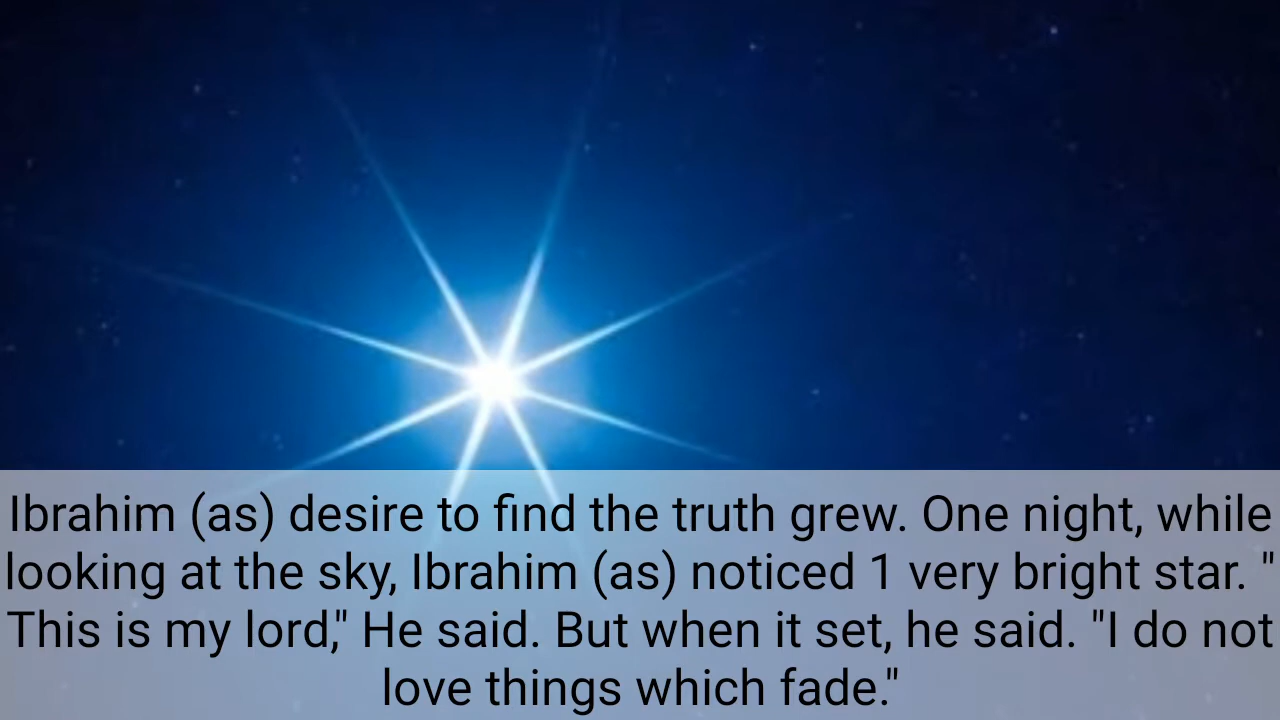 Ibrahim (as) desire to find the truth grew. One night, while
looking at the sky, Ibrahim (as) noticed 1 very bright star. "
This is my lord," He said. But when it set, he said. "I do not
love things which fade."